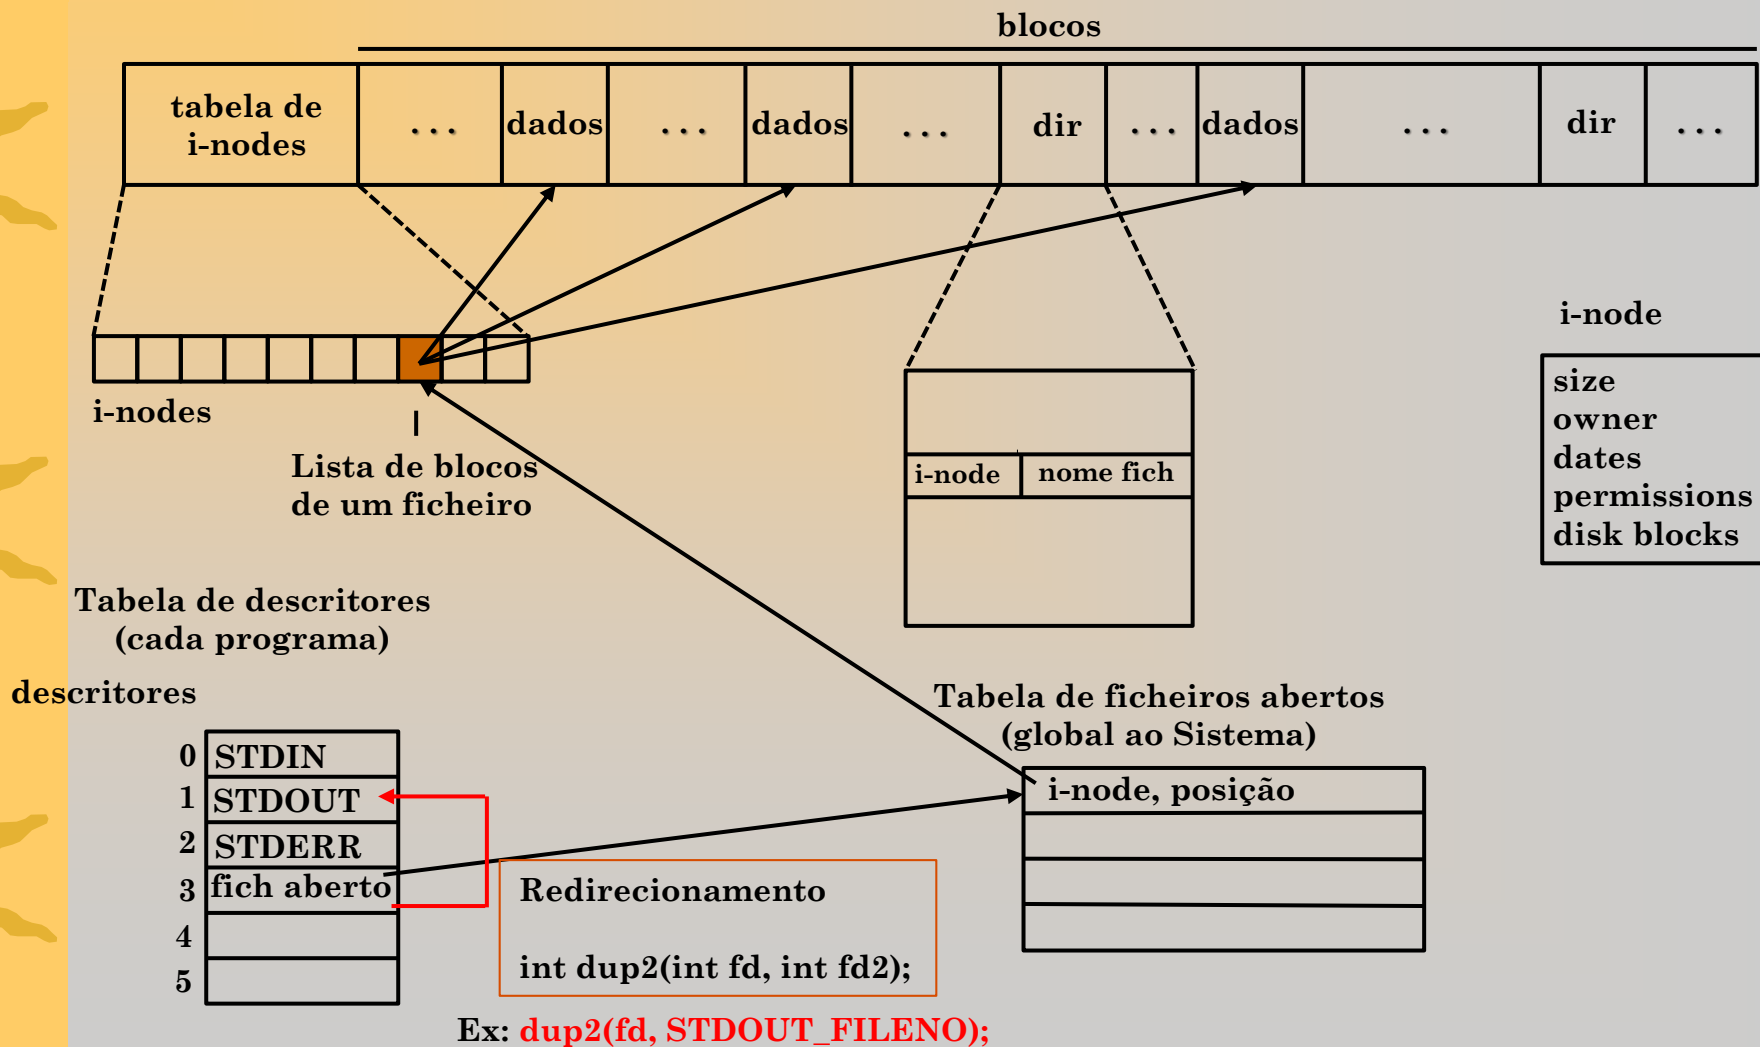 blocos
tabela de
i-nodes
. . .
dados
. . .
dados
. . .
dir
. . .
dados
. . .
dir
. . .
i-nodes
Lista de blocos
de um ficheiro
i-node
nome fich
i-node
size
owner
dates
permissions
disk blocks
Tabela de descritores
(cada programa)
descritores
0 STDIN
1 STDOUT
2 STDERR
3 fich aberto
4
5
Tabela de ficheiros abertos
(global ao Sistema)
i-node, posição
Redirecionamento
int dup2(int fd, int fd2);
Ex: dup2(fd, STDOUT_FILENO);